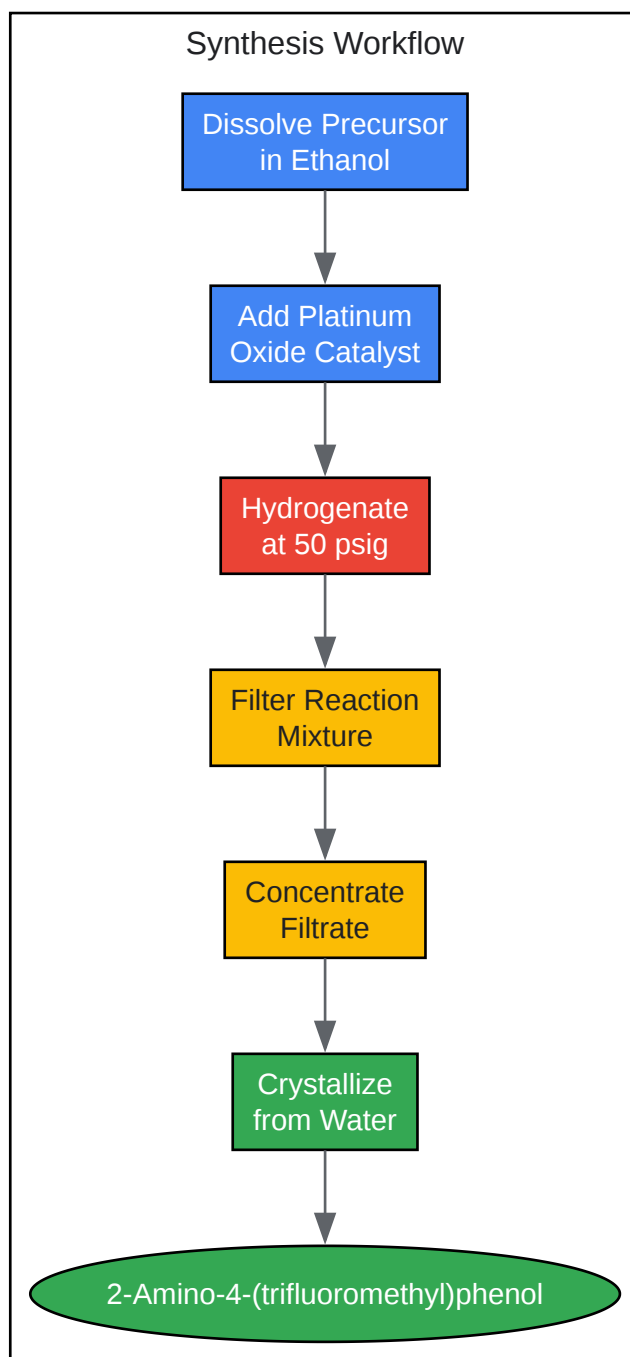 Synthesis Workflow
Dissolve Precursor
in Ethanol
Add Platinum
Oxide Catalyst
Hydrogenate
at 50 psig
Filter Reaction
Mixture
Concentrate
Filtrate
Crystallize
from Water
2-Amino-4-(trifluoromethyl)phenol